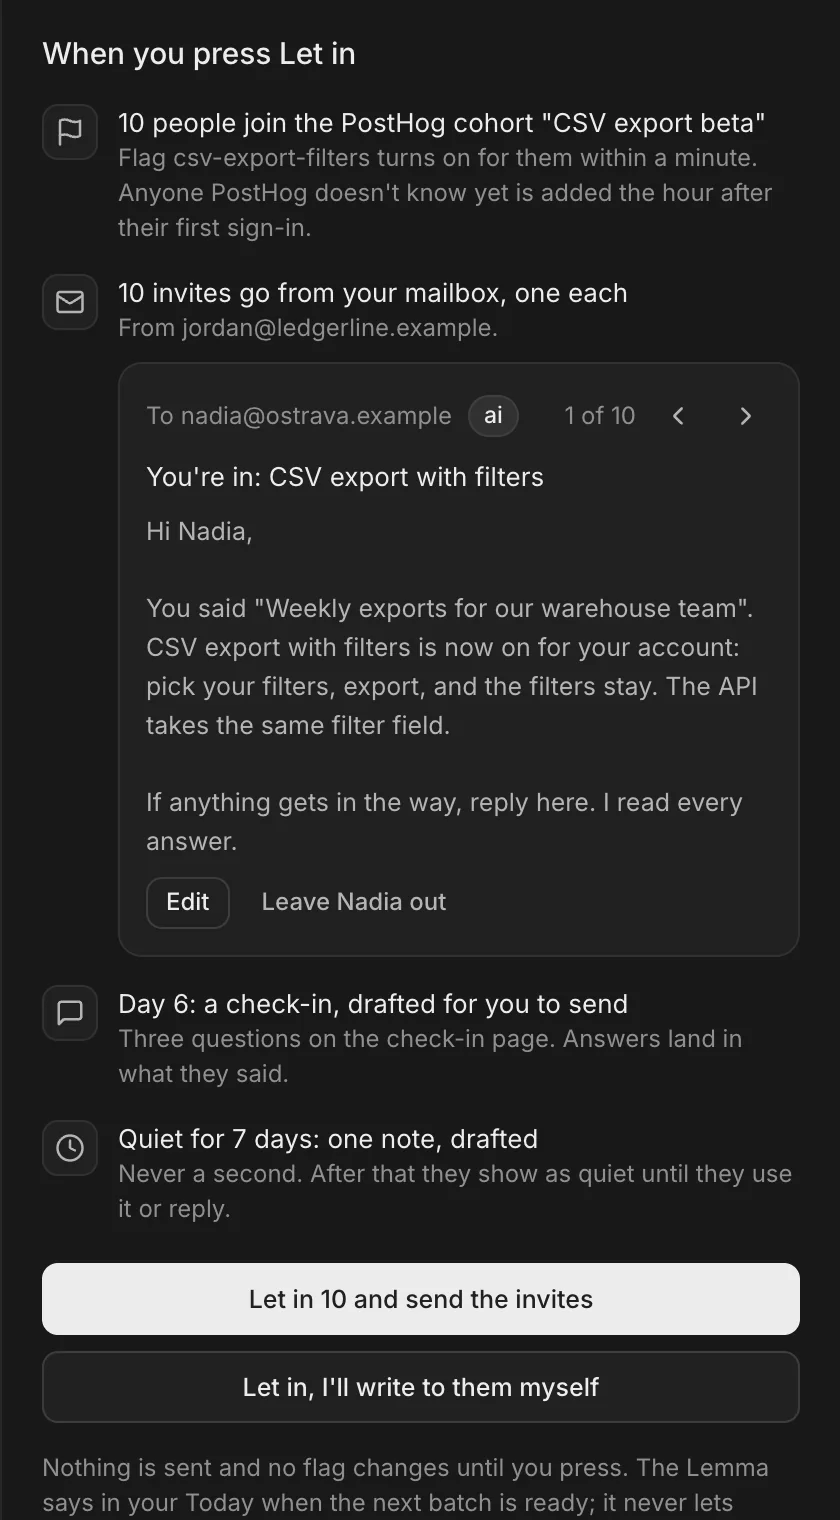 When you press Let in
10 people join the PostHog cohort "CSV export beta"
Flag csv-export-filters turns on for them within a minute.
Anyone PostHog doesn't know yet is added the hour after
their first sign-in.
10 invites go from your mailbox, one each
From jordan@ledgerline.example.
To nadia@ostrava.example ai 1 of 10
You're in: CSV export with filters
Hi Nadia,
You said "Weekly exports for our warehouse team".
CSV export with filters is now on for your account:
pick your filters, export, and the filters stay. The API
takes the same filter field.
If anything gets in the way, reply here. I read every
answer.
Edit Leave Nadia out
Day 6: a check-in, drafted for you to send
Three questions on the check-in page. Answers land in
what they said.
Quiet for 7 days: one note, drafted
Never a second. After that they show as quiet until they use
it or reply.
Let in 10 and send the invites
Let in, I'll write to them myself
Nothing is sent and no flag changes until you press. The Lemma
says in your Today when the next batch is ready; it never lets